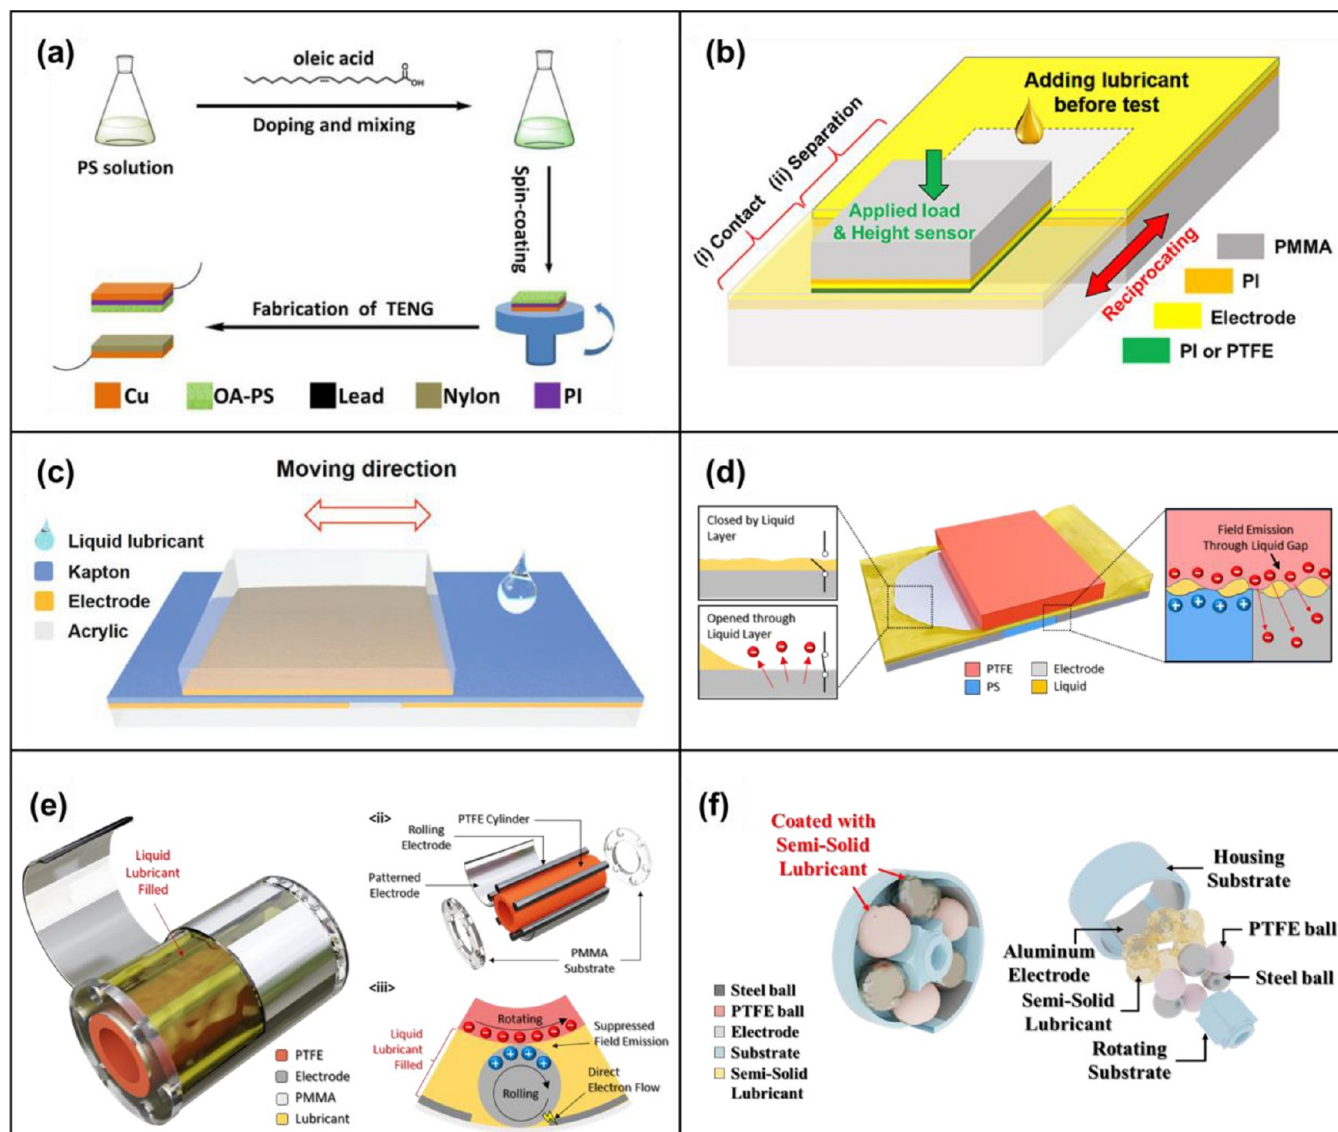 (a)
oleic acid
O
OH
Doping and mixing
PS solution
Spin-coating
Fabrication of TENG
Cu
OA-PS
Lead
Nylon
PI
(b)
Adding lubricant
before test
(i) Contact
(ii) Separation
Applied load
& Height sensor
Reciprocating
PMMA
PI
Electrode
PI or PTFE
(c)
Moving direction
Liquid lubricant
Kapton
Electrode
Acrylic
(d)
Closed by Liquid
Layer
Opened through
Liquid Layer
Field Emission
Through Liquid Gap
PTFE
Electrode
PS
Liquid
(e)
Liquid
Lubricant
Filled
PTFE
Electrode
PMMA
Lubricant
<ii>
PTFE Cylinder
Rolling
Electrode
Patterned
Electrode
PMMA
Substrate
<iii>
Rotating
Liquid
Lubricant
Filled
Suppressed
Field Emission
Direct
Electron Flow
Rolling
(f)
Coated with
Semi-Solid
Lubricant
Steel ball
PTFE ball
Electrode
Substrate
Semi-Solid
Lubricant
Housing
Substrate
PTFE ball
Aluminum
Electrode
Steel ball
Semi-Solid
Lubricant
Rotating
Substrate